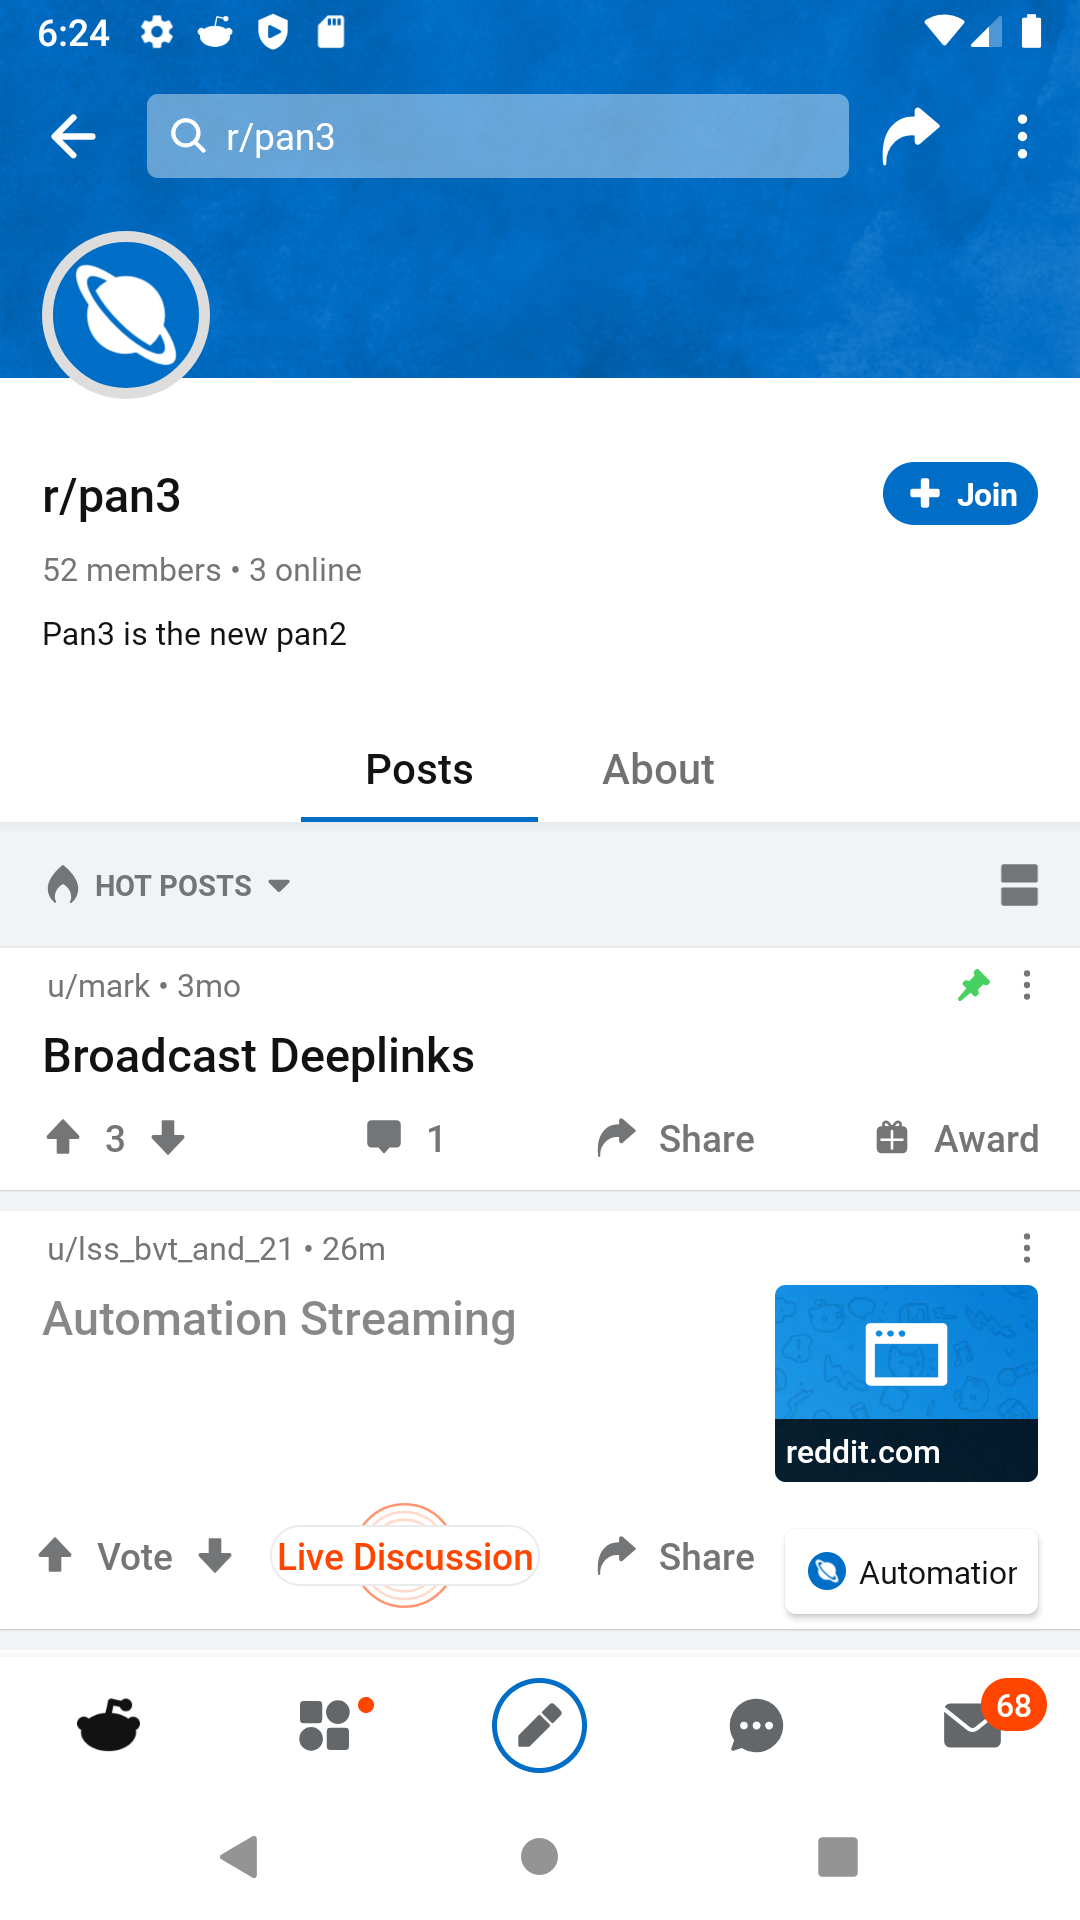 6:24
r/pan3
r/pan3
Join
52 members • 3 online
Pan3 is the new pan2
Posts
About
HOT POSTS
u/mark • 3mo
Broadcast Deeplinks
3
1
Share
Award
u/lss_bvt_and_21 • 26m
Automation Streaming
reddit.com
Vote
Live Discussion
Share
Automation
68